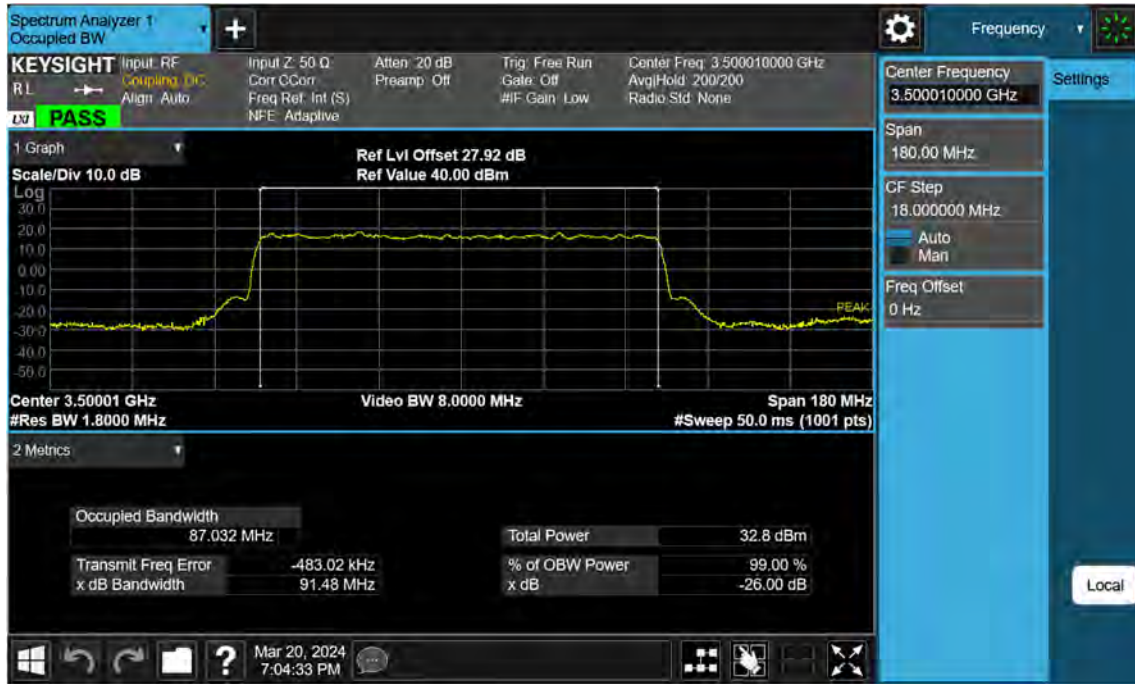 Spectrum Analyzer 1
Occupied BW
+
Frequency
KEYSIGHT Input: RF
RL Coupling: DC
Align: Auto
LXI PASS
Input Z: 50 Ω
Corr CCorr
Freq Ref: Int (S)
NFE: Adaptive
Atten: 20 dB
Preamp: Off
Trig: Free Run
Gate: Off
#IF Gain: Low
Center Freq: 3.500010000 GHz
Avg|Hold: 200/200
Radio Std: None
Center Frequency
3.500010000 GHz
Settings
Span
180.00 MHz
CF Step
18.000000 MHz
Auto
Man
Freq Offset
0 Hz
1 Graph
Scale/Div 10.0 dB
Ref Lvl Offset 27.92 dB
Ref Value 40.00 dBm
Log
30.0
20.0
10.0
0.00
-10.0
-20.0
-30.0
-40.0
-50.0
PEAK
Center 3.50001 GHz
#Res BW 1.8000 MHz
Video BW 8.0000 MHz
Span 180 MHz
#Sweep 50.0 ms (1001 pts)
2 Metrics
Occupied Bandwidth
87.032 MHz
Total Power 32.8 dBm
Transmit Freq Error -483.02 kHz
% of OBW Power 99.00 %
x dB Bandwidth 91.48 MHz
x dB -26.00 dB
Local
?
Mar 20, 2024
7:04:33 PM